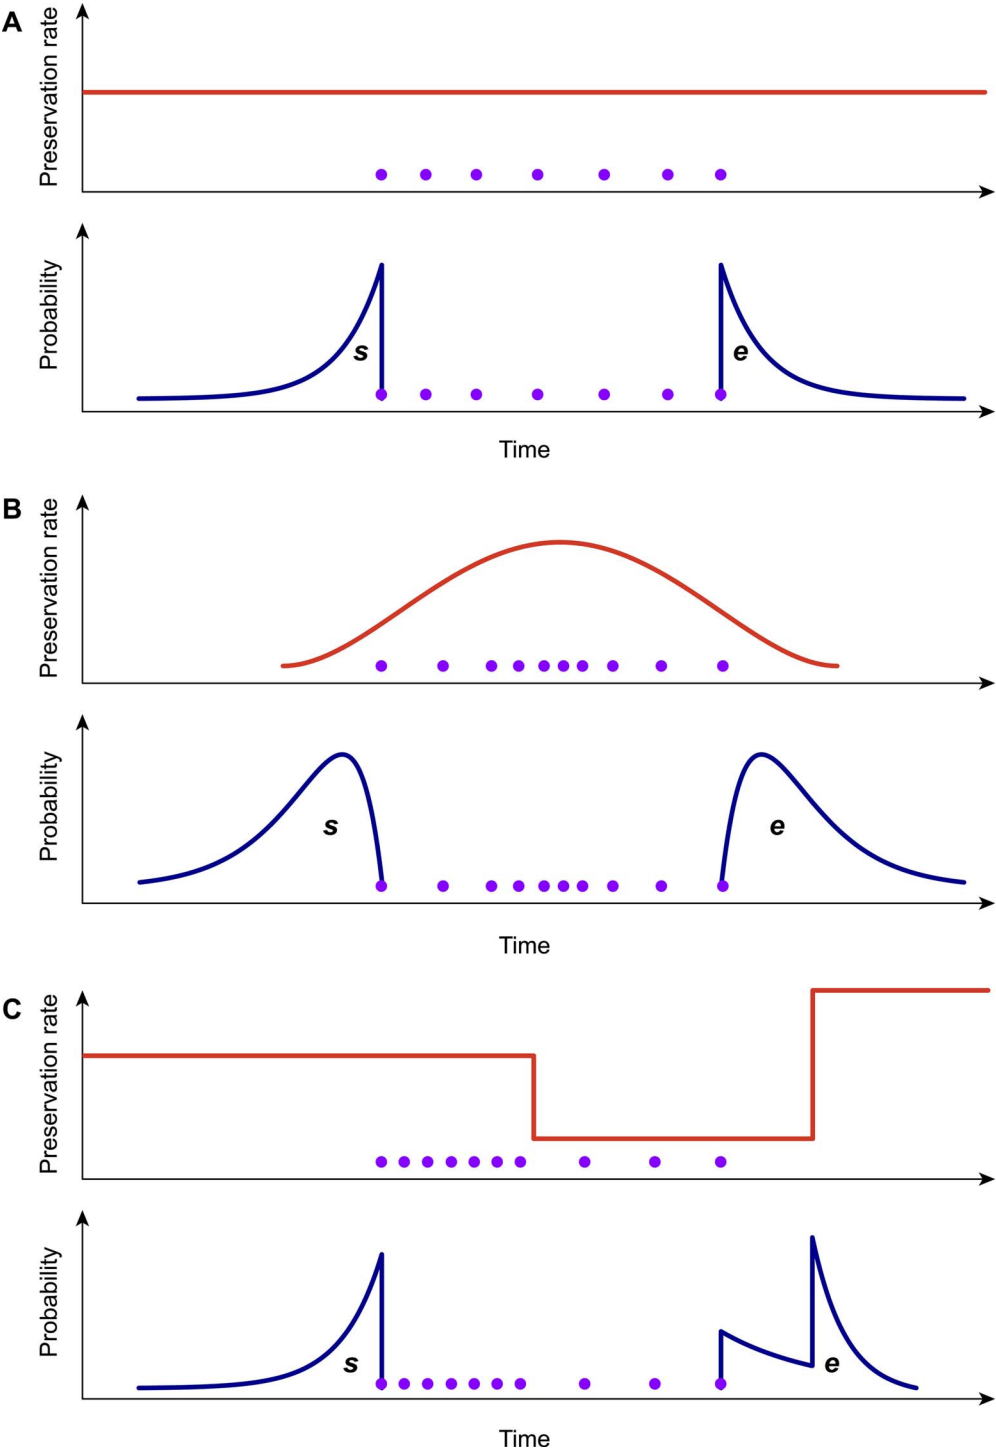 A
Preservation rate
Probability
s
e
Time
B
Preservation rate
Probability
s
e
Time
C
Preservation rate
Probability
s
e
Time